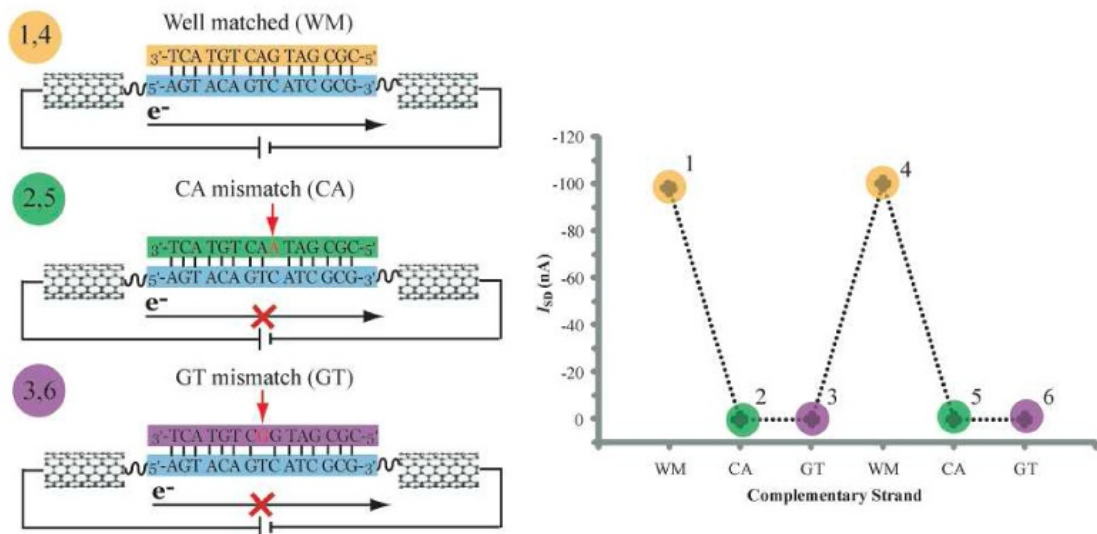 1,4
Well matched (WM)
3'-TCA TGT CAG TAG CGC-5'
5'-AGT ACA GTC ATC GCG-3'
e-
2,5
CA mismatch (CA)
3'-TCA TGT CAA TAG CGC-5'
5'-AGT ACA GTC ATC GCG-3'
e-
3,6
GT mismatch (GT)
3'-TCA TGT CGG TAG CGC-5'
5'-AGT ACA GTC ATC GCG-3'
e-
-120
-100
-80
-60
-40
-20
0
ISD (nA)
1
2
3
4
5
6
WM
CA
GT
WM
CA
GT
Complementary Strand